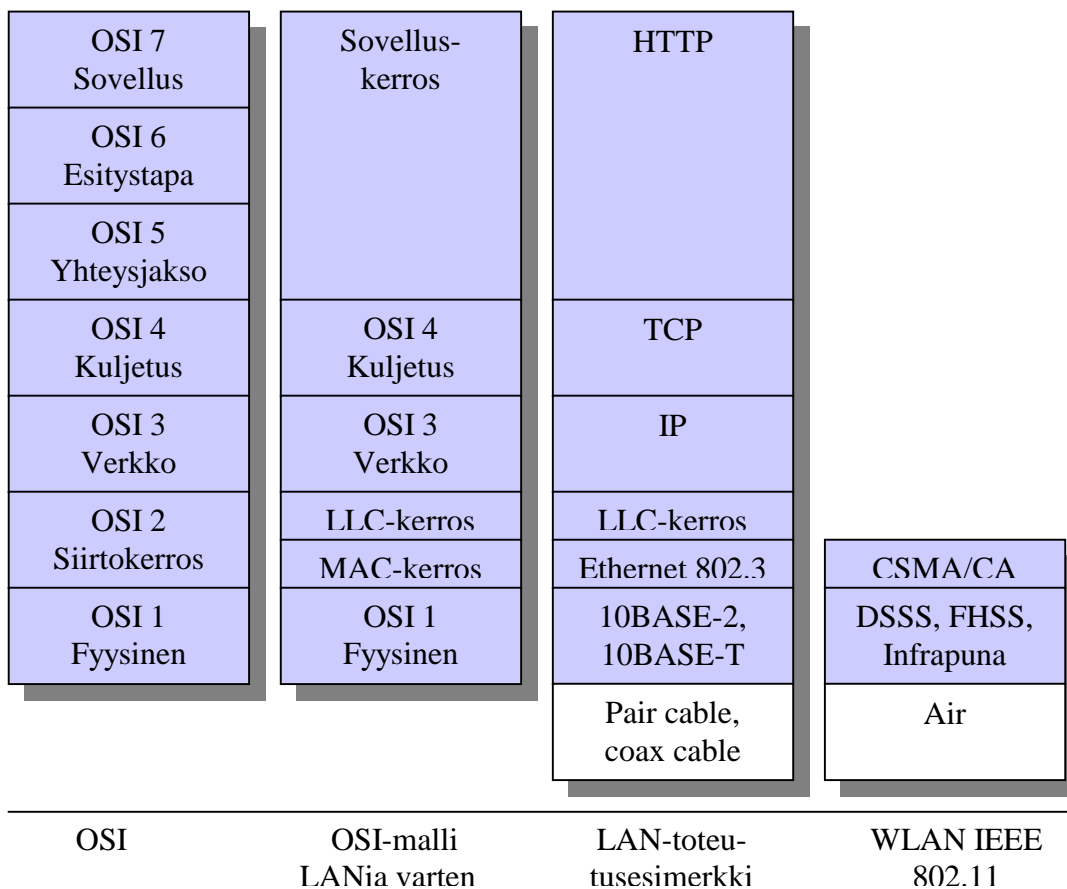 OSI 7
Sovellus
OSI 6
Esitystapa
OSI 5
Yhteysjakso
OSI 4
Kuljetus
OSI 3
Verkko
OSI 2
Siirtokerros
OSI 1
Fyysinen
Sovellus-
kerros
OSI 4
Kuljetus
OSI 3
Verkko
LLC-kerros
MAC-kerros
OSI 1
Fyysinen
HTTP
TCP
IP
LLC-kerros
Ethernet 802.3
10BASE-2,
10BASE-T
Pair cable,
coax cable
CSMA/CA
DSSS, FHSS,
Infrapuna
Air
OSI
OSI-malli
LANia varten
LAN-toteu-
tusesimerkki
WLAN IEEE
802.11